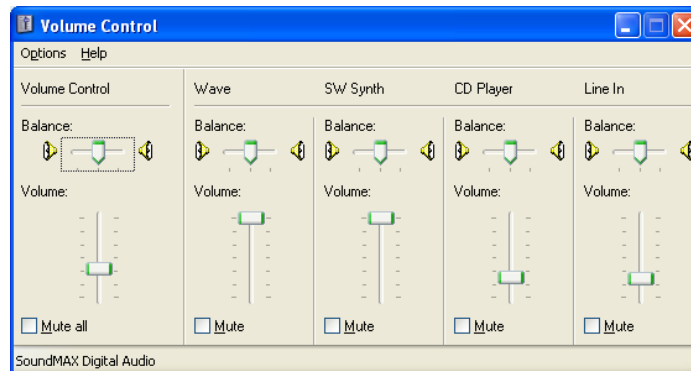 Volume Control
Options Help
Volume Control Wave SW Synth CD Player Line In
Balance: Balance: Balance: Balance: Balance:
Volume: Volume: Volume: Volume: Volume:
Mute all Mute Mute Mute Mute
SoundMAX Digital Audio